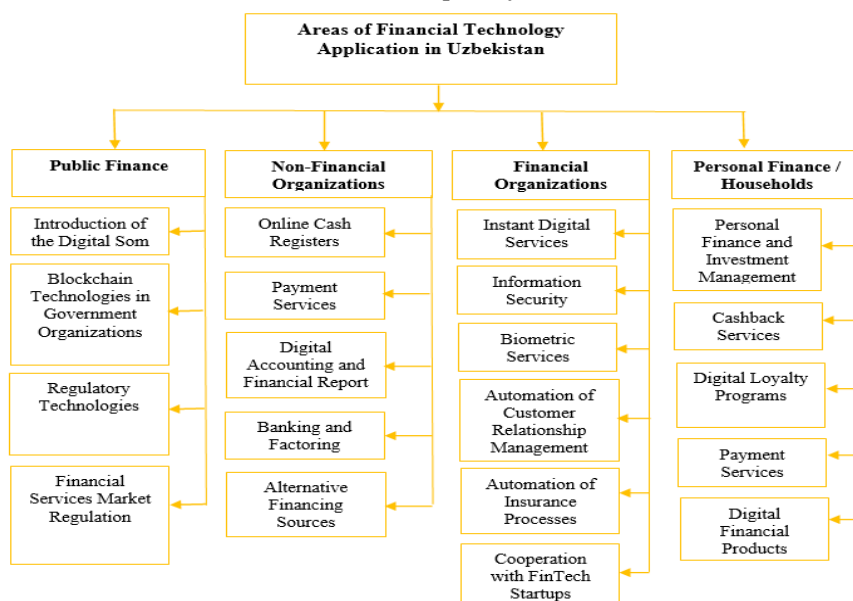 Areas of Financial Technology
Application in Uzbekistan
Public Finance
Introduction of
the Digital Som
Blockchain
Technologies in
Government
Organizations
Regulatory
Technologies
Financial
Services Market
Regulation
Non-Financial
Organizations
Online Cash
Registers
Payment
Services
Digital
Accounting and
Financial Report
Banking and
Factoring
Alternative
Financing
Sources
Financial
Organizations
Instant Digital
Services
Information
Security
Biometric
Services
Automation of
Customer
Relationship
Management
Automation of
Insurance
Processes
Cooperation
with FinTech
Startups
Personal Finance /
Households
Personal
Finance and
Investment
Management
Cashback
Services
Digital Loyalty
Programs
Payment
Services
Digital
Financial
Products